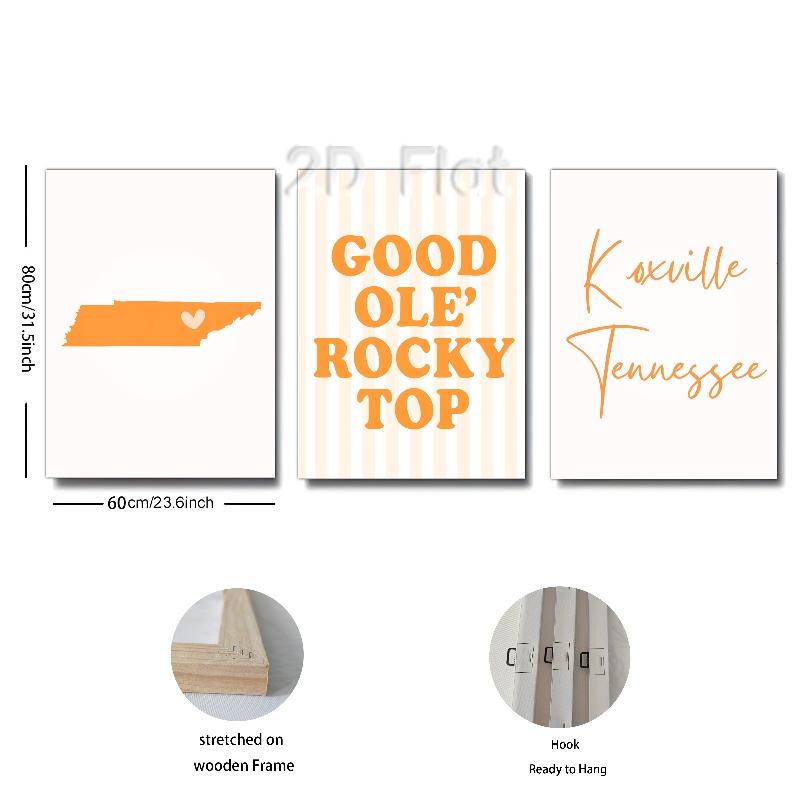 2D Flat
80cm/31.5inch
GOOD
OLE’
ROCKY
TOP
Koxville
Tennessee
60cm/23.6inch
stretched on
wooden Frame
Hook
Ready to Hang